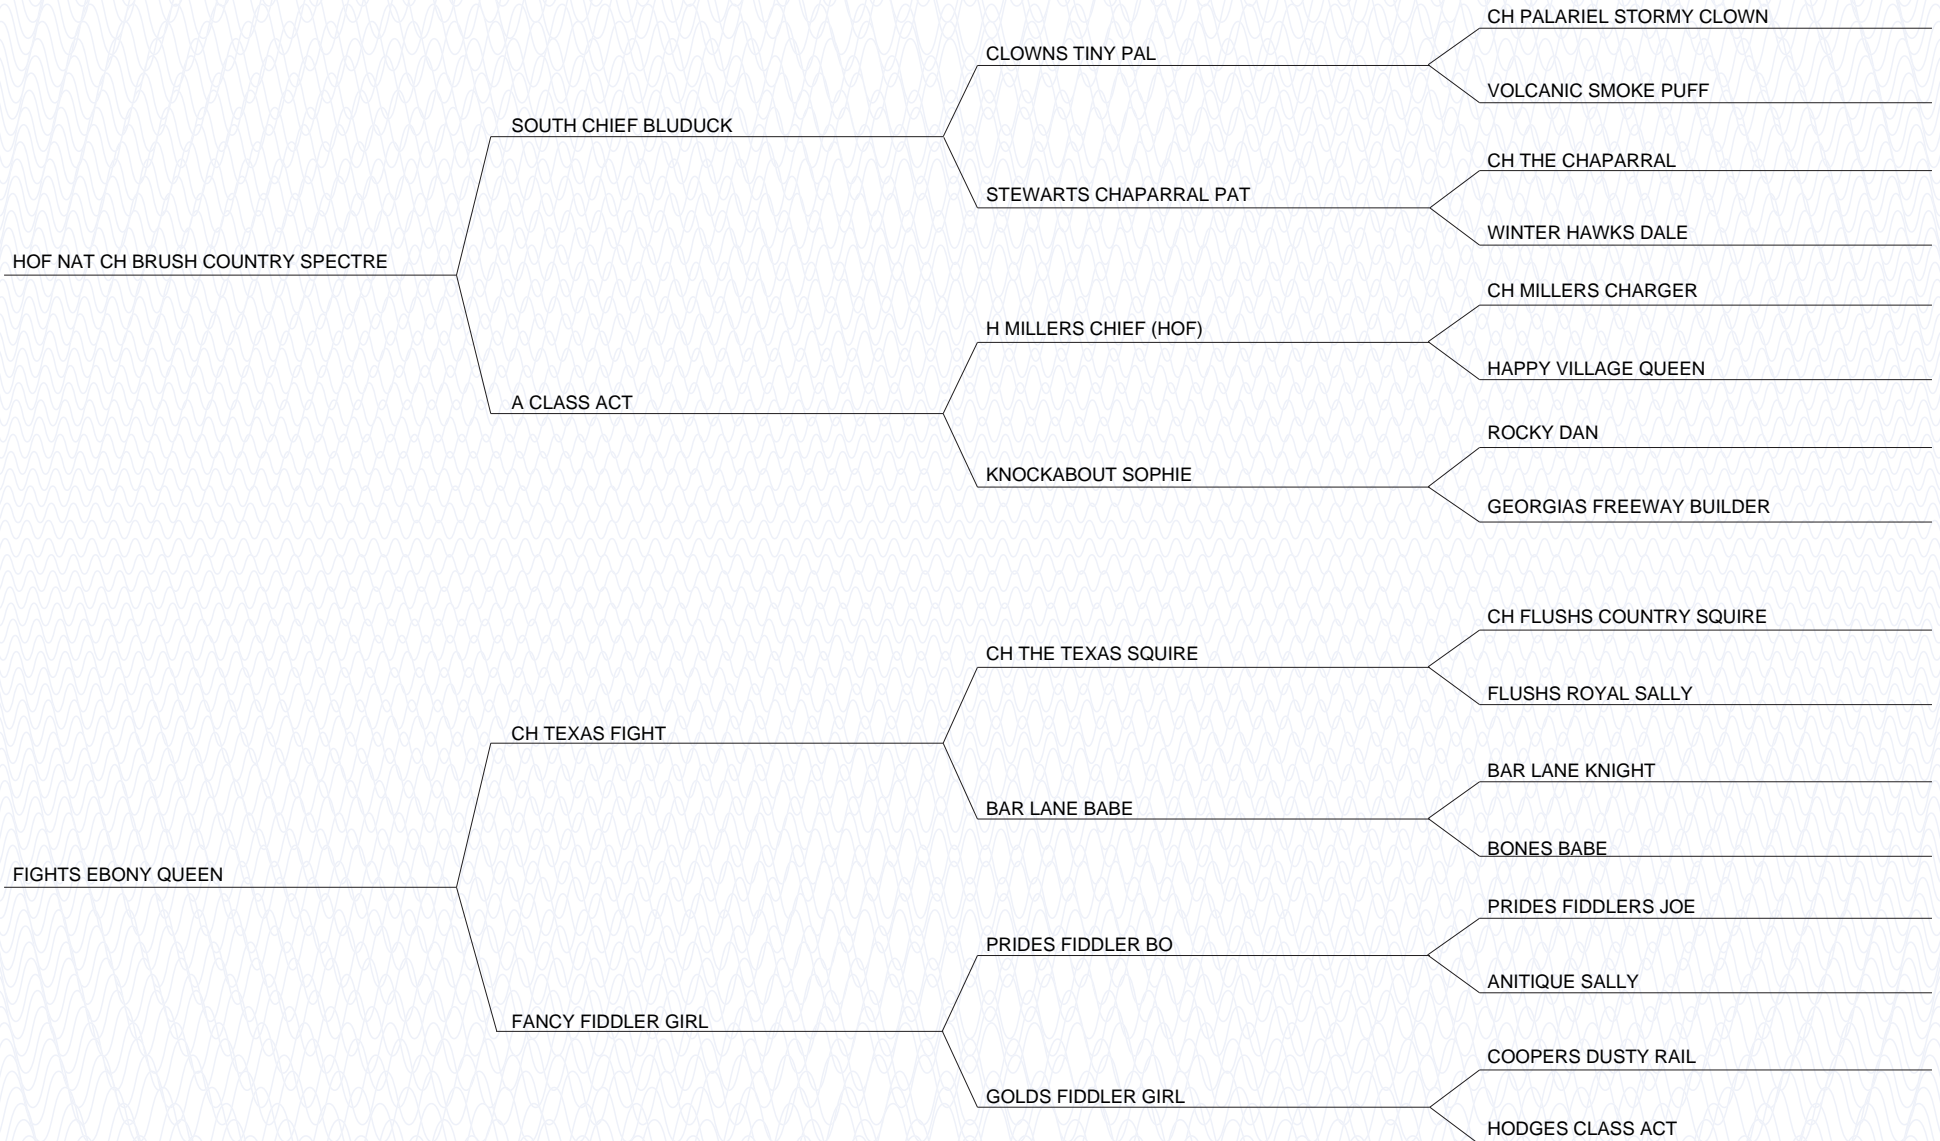 CH PALARIEL STORMY CLOWN
CLOWNS TINY PAL
VOLCANIC SMOKE PUFF
SOUTH CHIEF BLUDUCK
CH THE CHAPARRAL
STEWARTS CHAPARRAL PAT
WINTER HAWKS DALE
HOF NAT CH BRUSH COUNTRY SPECTRE
CH MILLERS CHARGER
H MILLERS CHIEF (HOF)
HAPPY VILLAGE QUEEN
A CLASS ACT
ROCKY DAN
KNOCKABOUT SOPHIE
GEORGIAS FREEWAY BUILDER
CH FLUSHS COUNTRY SQUIRE
CH THE TEXAS SQUIRE
FLUSHS ROYAL SALLY
CH TEXAS FIGHT
BAR LANE KNIGHT
BAR LANE BABE
BONES BABE
FIGHTS EBONY QUEEN
PRIDES FIDDLERS JOE
PRIDES FIDDLER BO
ANITIQUE SALLY
FANCY FIDDLER GIRL
COOPERS DUSTY RAIL
GOLDS FIDDLER GIRL
HODGES CLASS ACT